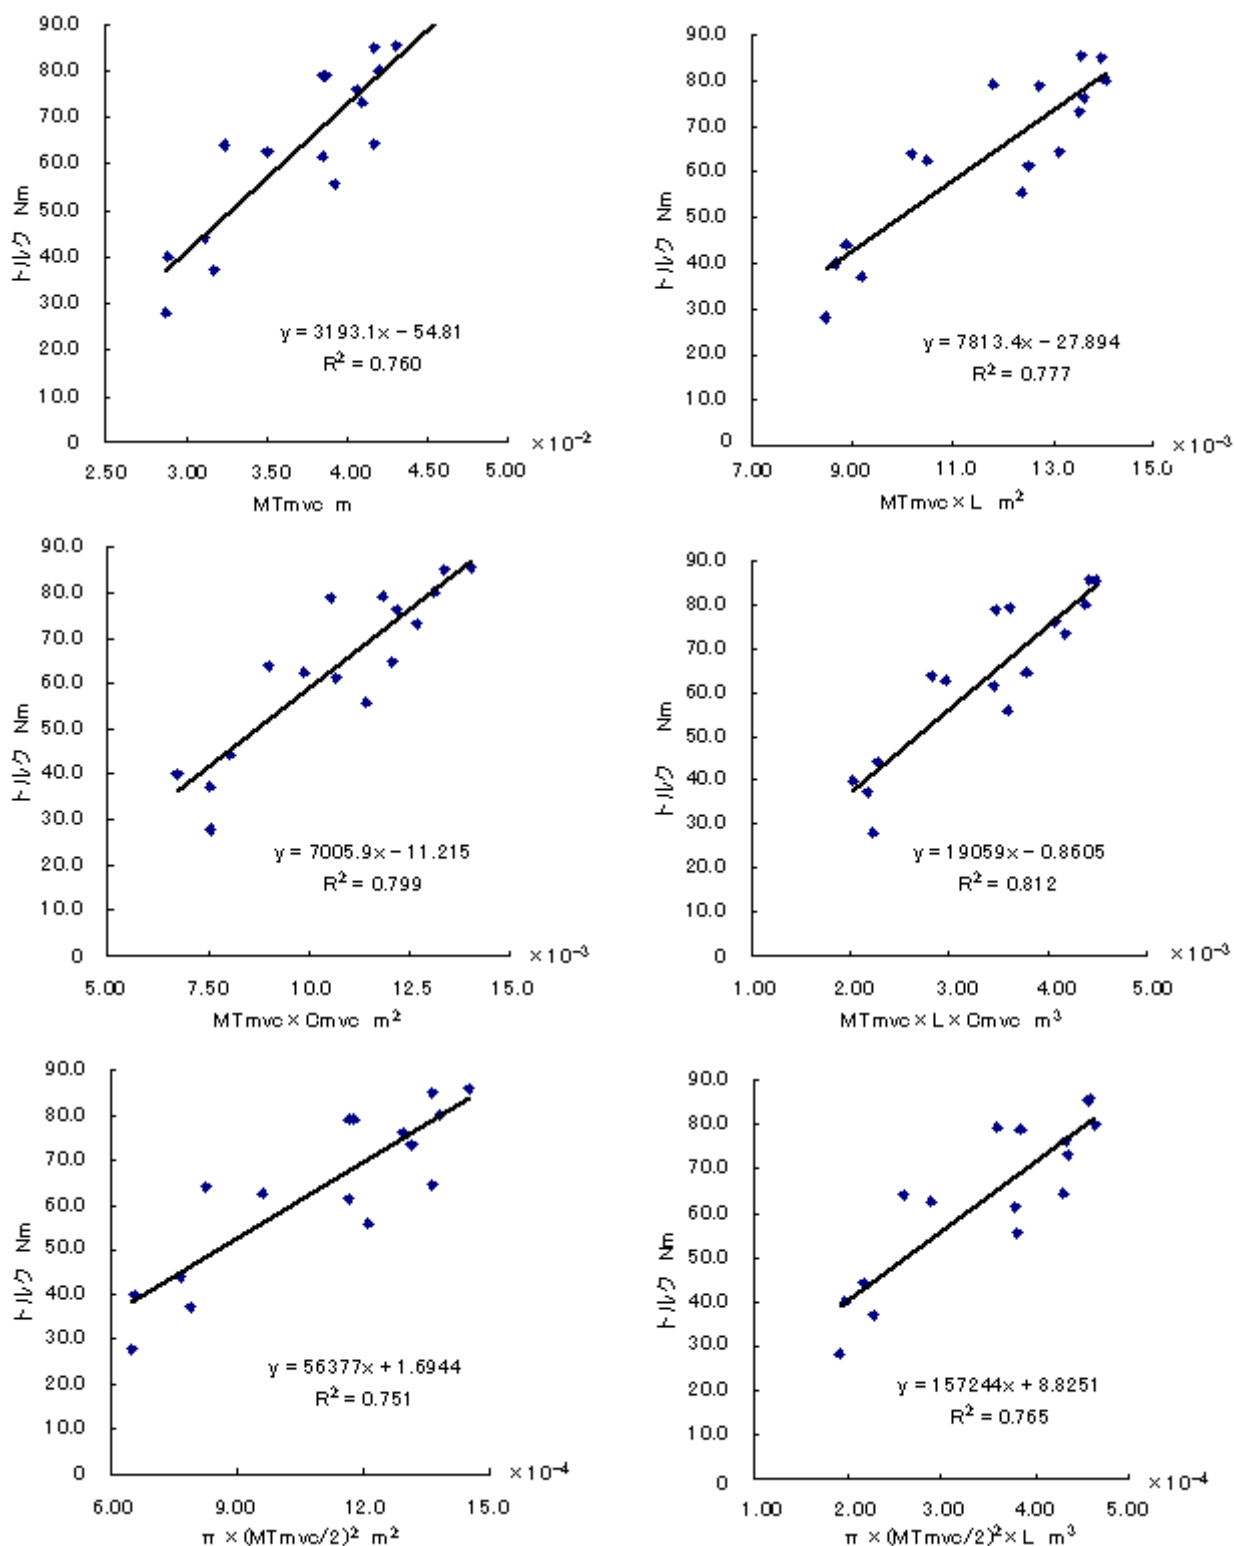 90.0
80.0
70.0
60.0
50.0
40.0
30.0
20.0
10.0
0
トルク Nm
y = 3193.1x − 54.81
R² = 0.760
×10⁻²
2.50 3.00 3.50 4.00 4.50 5.00
MTmvc m
90.0
80.0
70.0
60.0
50.0
40.0
30.0
20.0
10.0
0
トルク Nm
y = 7813.4x − 27.894
R² = 0.777
×10⁻³
7.00 9.00 11.0 13.0 15.0
MTmvc×L m²
90.0
80.0
70.0
60.0
50.0
40.0
30.0
20.0
10.0
0
トルク Nm
y = 7005.9x − 11.215
R² = 0.799
×10⁻³
5.00 7.50 10.0 12.5 15.0
MTmvc×Cmvc m²
90.0
80.0
70.0
60.0
50.0
40.0
30.0
20.0
10.0
0
トルク Nm
y = 19059x − 0.8605
R² = 0.812
×10⁻³
1.00 2.00 3.00 4.00 5.00
MTmvc×L×Cmvc m³
90.0
80.0
70.0
60.0
50.0
40.0
30.0
20.0
10.0
0
トルク Nm
y = 56377x + 1.6944
R² = 0.751
×10⁻⁴
6.00 9.00 12.0 15.0
π×(MTmvc/2)² m²
90.0
80.0
70.0
60.0
50.0
40.0
30.0
20.0
10.0
0
トルク Nm
y = 157244x + 8.8251
R² = 0.765
×10⁻⁴
1.00 2.00 3.00 4.00 5.00
π×(MTmvc/2)²×L m³